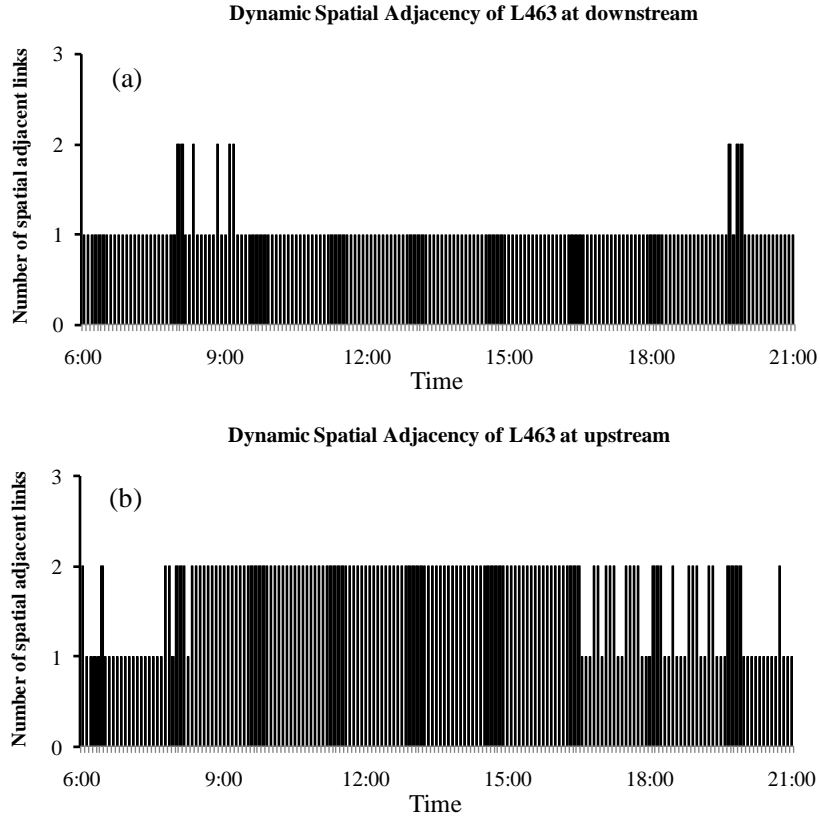 Dynamic Spatial Adjacency of L463 at downstream
Number of spatial adjacent links
3
(a)
2
1
0
6:00 9:00 12:00 15:00 18:00 21:00
Time
Dynamic Spatial Adjacency of L463 at upstream
Number of spatial adjacent links
3
(b)
2
1
0
6:00 9:00 12:00 15:00 18:00 21:00
Time